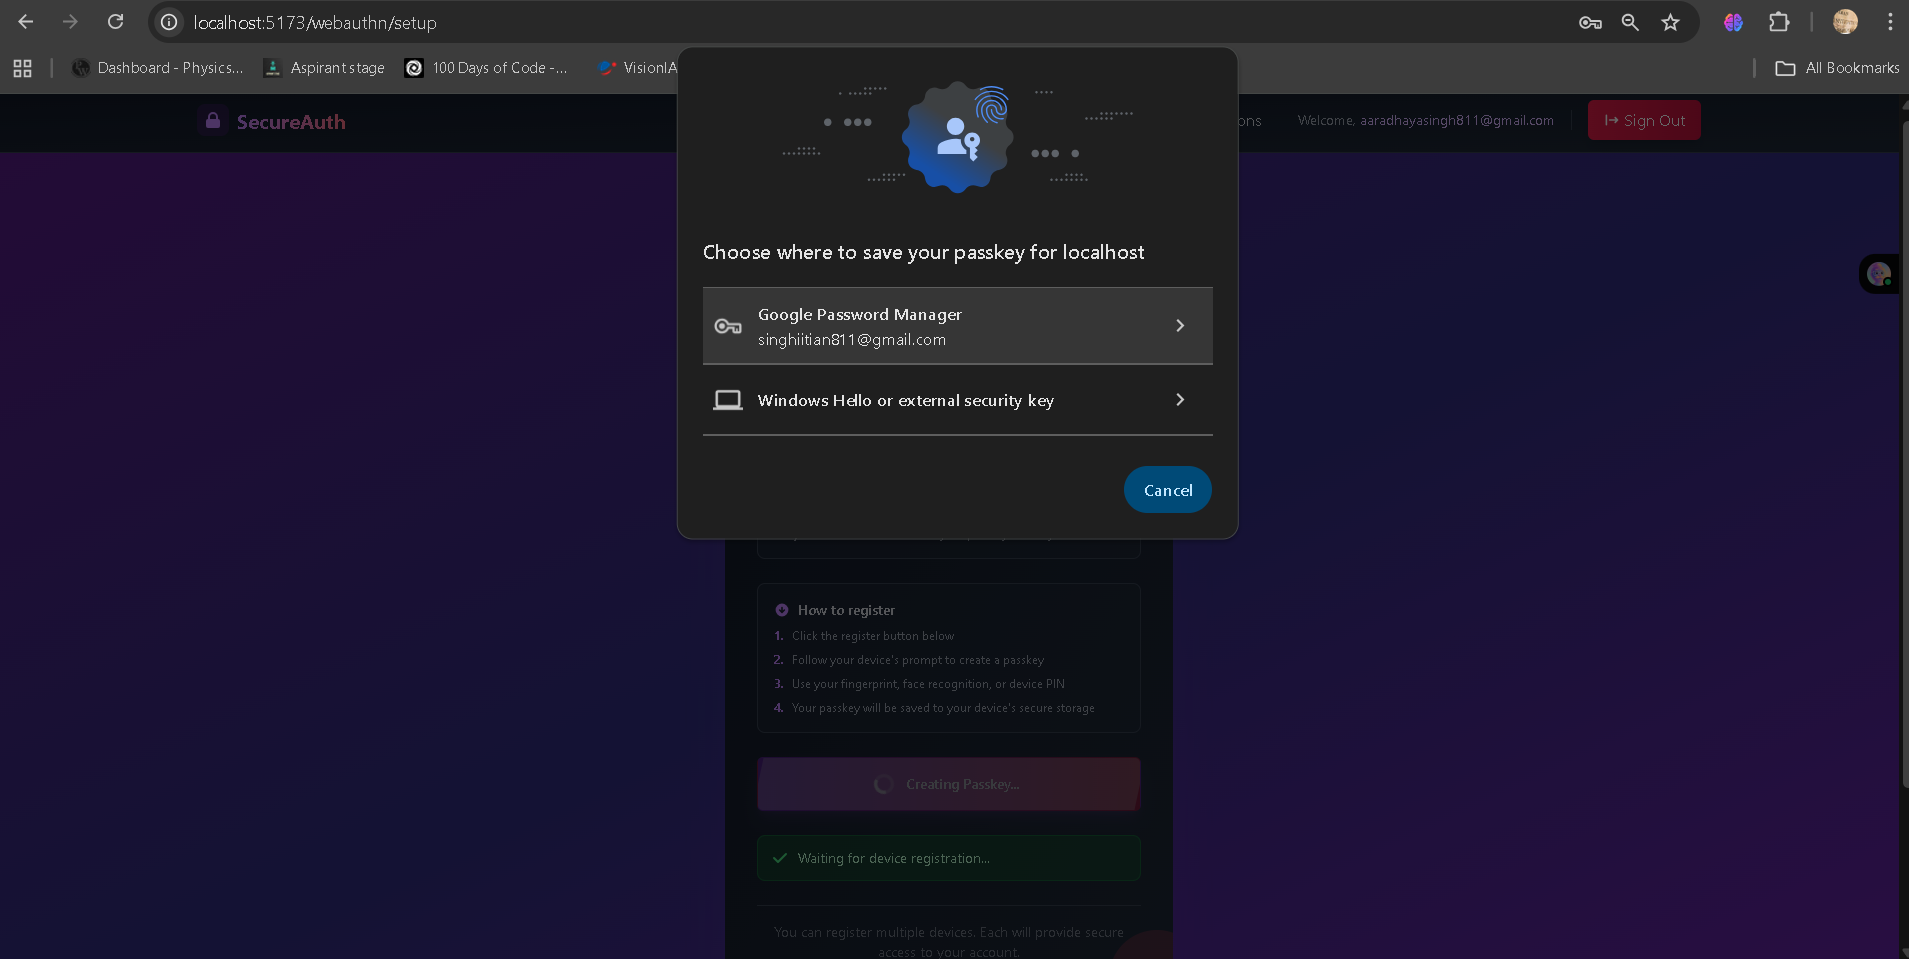 localhost:5173/webauthn/setup
Dashboard - Physics...
Aspirant stage
100 Days of Code -...
VisionIA
All Bookmarks
SecureAuth
ons
Welcome, aaradhayasingh811@gmail.com
Sign Out
Choose where to save your passkey for localhost
Google Password Manager
singhiitian811@gmail.com
Windows Hello or external security key
Cancel
How to register
1. Click the register button below
2. Follow your device's prompt to create a passkey
3. Use your fingerprint, face recognition, or device PIN
4. Your passkey will be saved to your device's secure storage
Creating Passkey...
Waiting for device registration...
You can register multiple devices. Each will provide secure
access to your account.